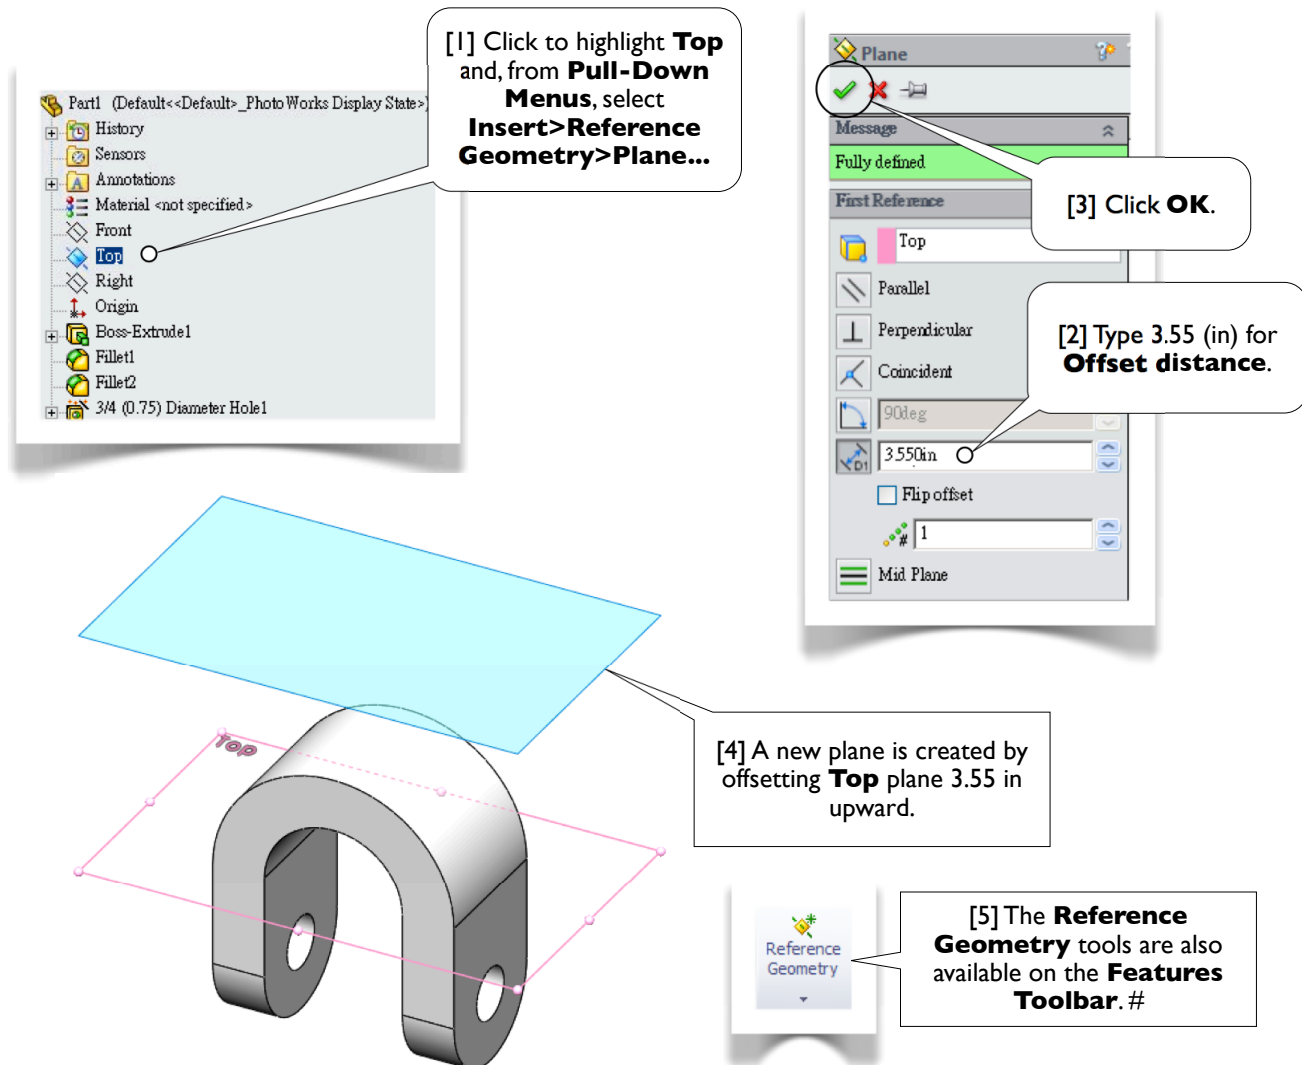 [1] Click to highlight Top
and, from Pull-Down
Menus, select
Insert>Reference
Geometry>Plane...
Part1 (Default<<Default>_PhotoWorks Display State>)
History
Sensors
Annotations
Material <not specified>
Front
Top
Right
Origin
Boss-Extrude1
Fillet1
Fillet2
3/4 (0.75) Diameter Hole1
Plane
Message
Fully defined
[3] Click OK.
First Reference
Top
Parallel
Perpendicular
Coincident
[2] Type 3.55 (in) for
Offset distance.
90deg
D1
3.550in
Flip offset
# 1
Mid Plane
Top
[4] A new plane is created by
offsetting Top plane 3.55 in
upward.
Reference
Geometry
[5] The Reference
Geometry tools are also
available on the Features
Toolbar. #